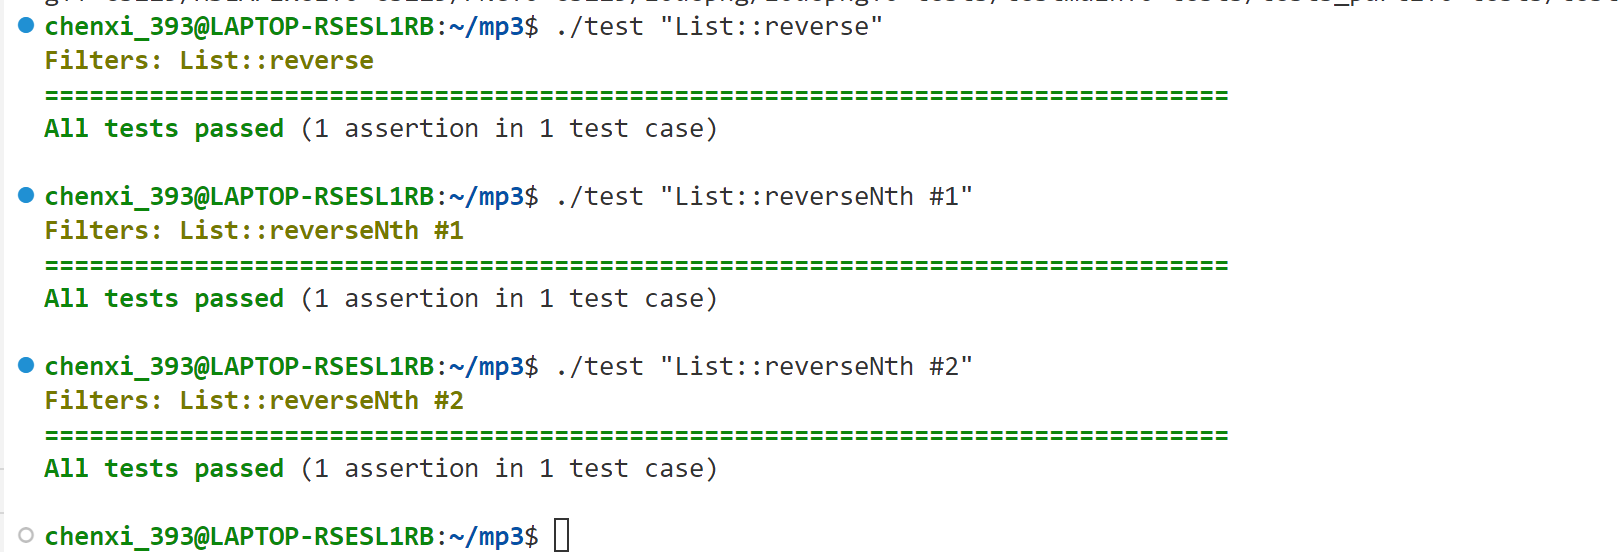 chenxi_393@LAPTOP-RSESL1RB:~/mp3$ ./test "List::reverse"
Filters: List::reverse
===============================================================================
All tests passed (1 assertion in 1 test case)
chenxi_393@LAPTOP-RSESL1RB:~/mp3$ ./test "List::reverseNth #1"
Filters: List::reverseNth #1
===============================================================================
All tests passed (1 assertion in 1 test case)
chenxi_393@LAPTOP-RSESL1RB:~/mp3$ ./test "List::reverseNth #2"
Filters: List::reverseNth #2
===============================================================================
All tests passed (1 assertion in 1 test case)
chenxi_393@LAPTOP-RSESL1RB:~/mp3$